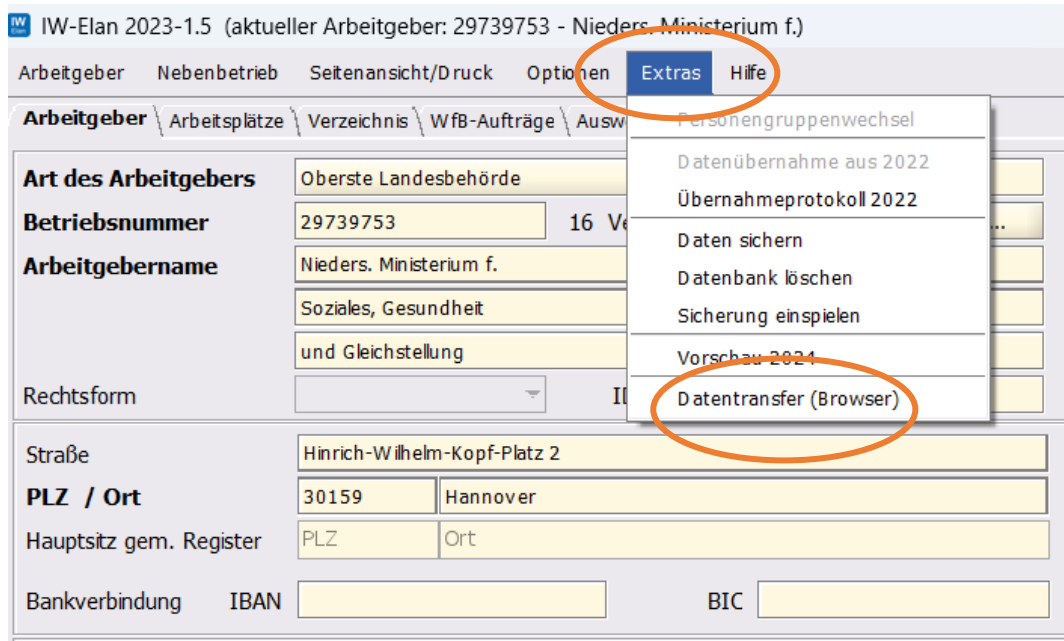 IW Elan IW-Elan 2023-1.5 (aktueller Arbeitgeber: 29739753 - Nieders. Ministerium f.)
Arbeitgeber Nebenbetrieb Seitenansicht/Druck Optionen Extras Hilfe
Arbeitgeber Arbeitsplätze Verzeichnis WfB-Aufträge Ausw
Personengruppenwechsel
Datenübernahme aus 2022
Übernahmeprotokoll 2022
Daten sichern
Datenbank löschen
Sicherung einspielen
Vorschau 2024
Datentransfer (Browser)
Art des Arbeitgebers Oberste Landesbehörde
Betriebsnummer 29739753 16 Ve ...
Arbeitgebername Nieders. Ministerium f.
Soziales, Gesundheit
und Gleichstellung
Rechtsform
Straße Hinrich-Wilhelm-Kopf-Platz 2
PLZ / Ort 30159 Hannover
Hauptsitz gem. Register PLZ Ort
Bankverbindung IBAN BIC